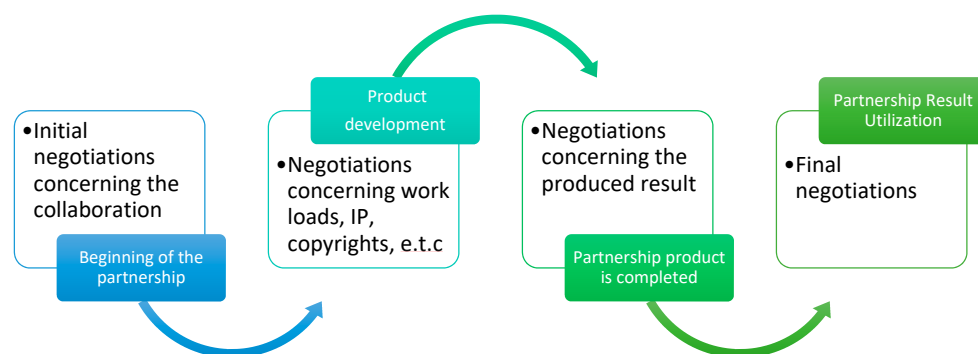 •Initial
negotiations
concerning the
collaboration
Beginning of the
partnership
Product
development
•Negotiations
concerning work
loads, IP,
copyrights, e.t.c
•Negotiations
concerning the
produced result
Partnership product
is completed
Partnership Result
Utilization
•Final
negotiations